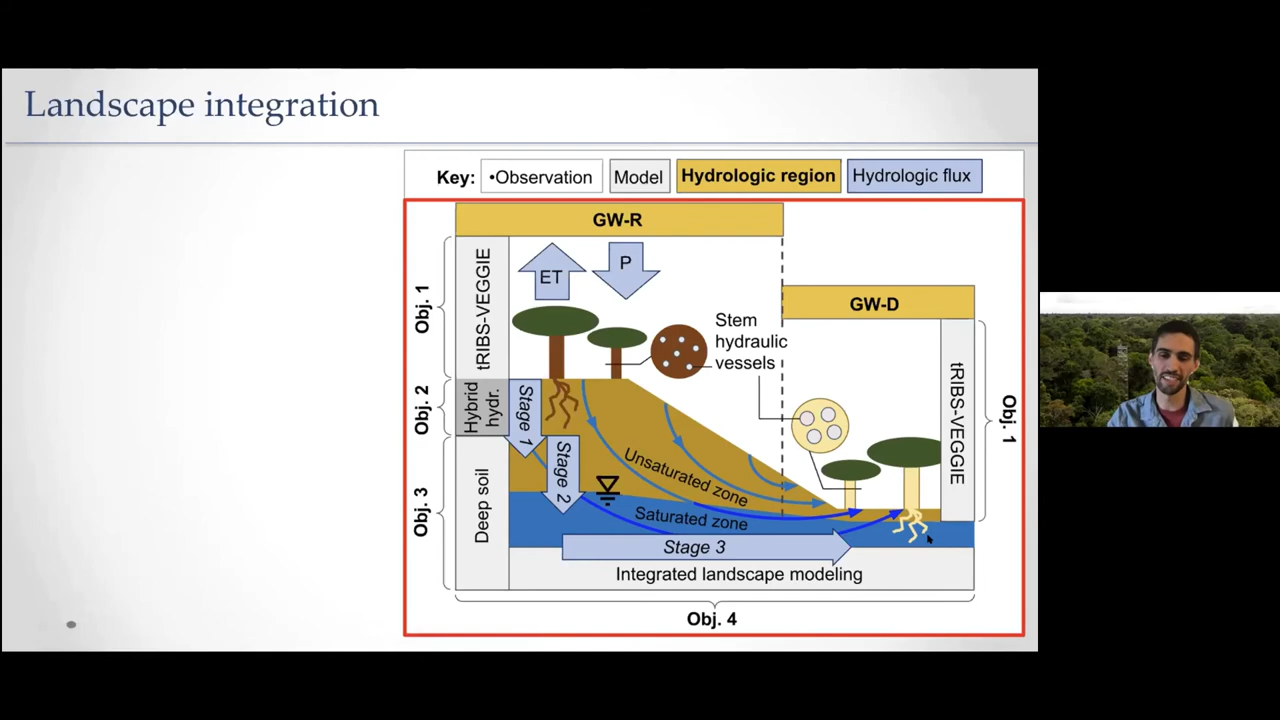 Landscape integration
Key:
•Observation
Model
Hydrologic region
Hydrologic flux
GW-R
Obj. 1
tRIBS-VEGGIE
ET
P
GW-D
Stem
hydraulic
vessels
tRIBS-VEGGIE
Obj. 1
Obj. 2
Hybrid
hydr.
Stage 1
Stage 2
Unsaturated zone
Obj. 3
Deep soil
Saturated zone
Stage 3
Integrated landscape modeling
Obj. 4